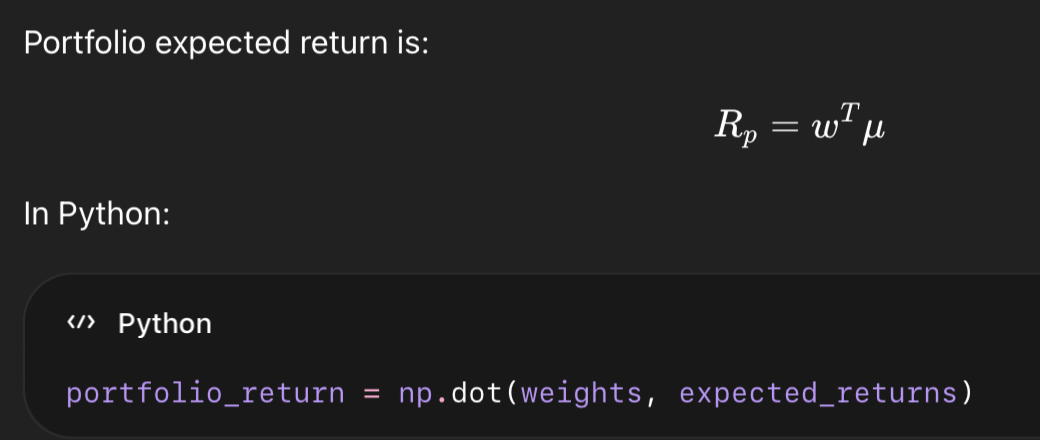 Portfolio expected return is:
R_p = w^T μ
In Python:
</> Python
portfolio_return = np.dot(weights, expected_returns)